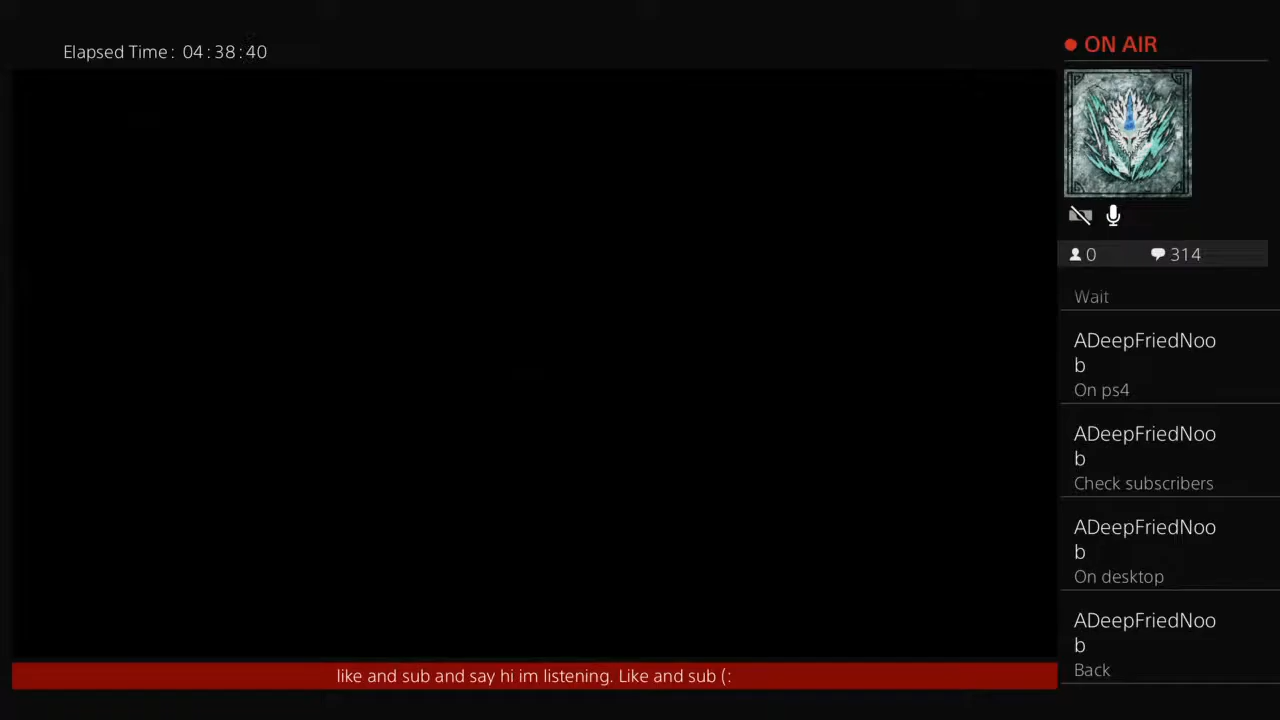 Elapsed Time: 04:38:40
ON AIR
0 314
Wait
ADeepFriedNoo
b
On ps4
ADeepFriedNoo
b
Check subscribers
ADeepFriedNoo
b
On desktop
ADeepFriedNoo
b
Back
like and sub and say hi im listening. Like and sub (: